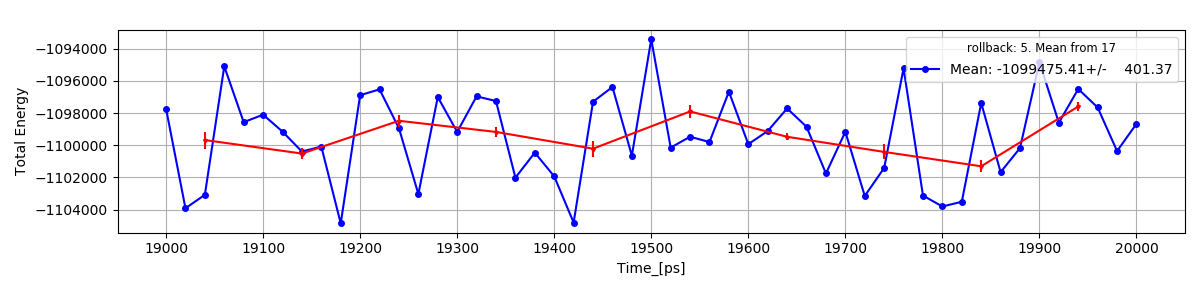 rollback: 5. Mean from 17
Mean: -1099475.41+/-    401.37
Total Energy
−1094000
−1096000
−1098000
−1100000
−1102000
−1104000
19000 19100 19200 19300 19400 19500 19600 19700 19800 19900 20000
Time_[ps]